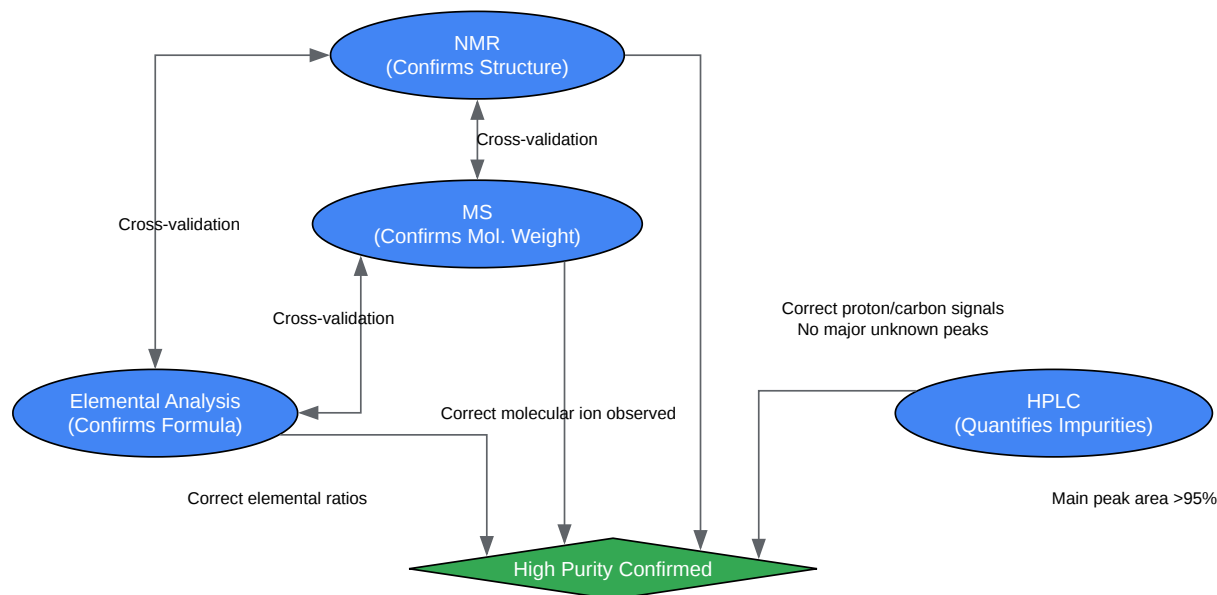 NMR
(Confirms Structure)
Cross-validation
MS
(Confirms Mol. Weight)
Cross-validation
Cross-validation
Correct proton/carbon signals
No major unknown peaks
Elemental Analysis
(Confirms Formula)
Correct molecular ion observed
HPLC
(Quantifies Impurities)
Correct elemental ratios
Main peak area >95%
High Purity Confirmed